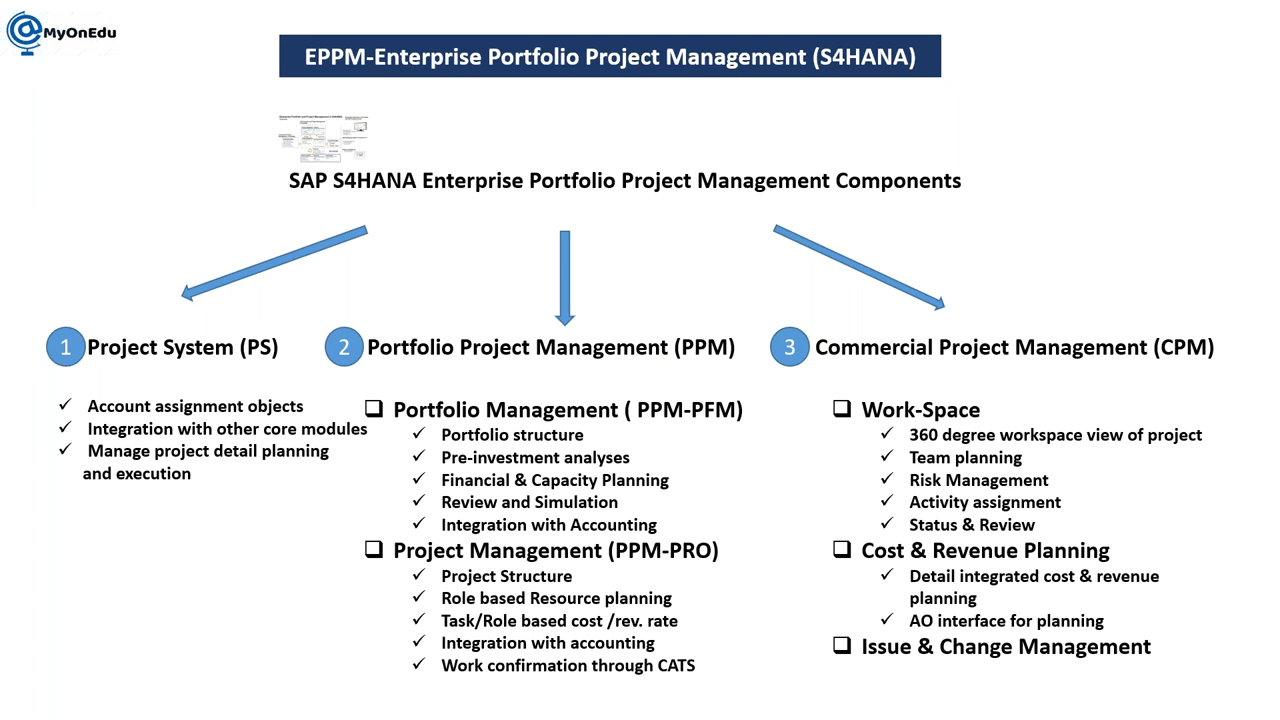 @MyOnEdu
EPPM-Enterprise Portfolio Project Management (S4HANA)
SAP S4HANA Enterprise Portfolio Project Management Components
1 Project System (PS)
✓ Account assignment objects
✓ Integration with other core modules
✓ Manage project detail planning
and execution
2 Portfolio Project Management (PPM)
❑ Portfolio Management ( PPM-PFM)
✓ Portfolio structure
✓ Pre-investment analyses
✓ Financial & Capacity Planning
✓ Review and Simulation
✓ Integration with Accounting
❑ Project Management (PPM-PRO)
✓ Project Structure
✓ Role based Resource planning
✓ Task/Role based cost /rev. rate
✓ Integration with accounting
✓ Work confirmation through CATS
3 Commercial Project Management (CPM)
❑ Work-Space
✓ 360 degree workspace view of project
✓ Team planning
✓ Risk Management
✓ Activity assignment
✓ Status & Review
❑ Cost & Revenue Planning
✓ Detail integrated cost & revenue
planning
✓ AO interface for planning
❑ Issue & Change Management